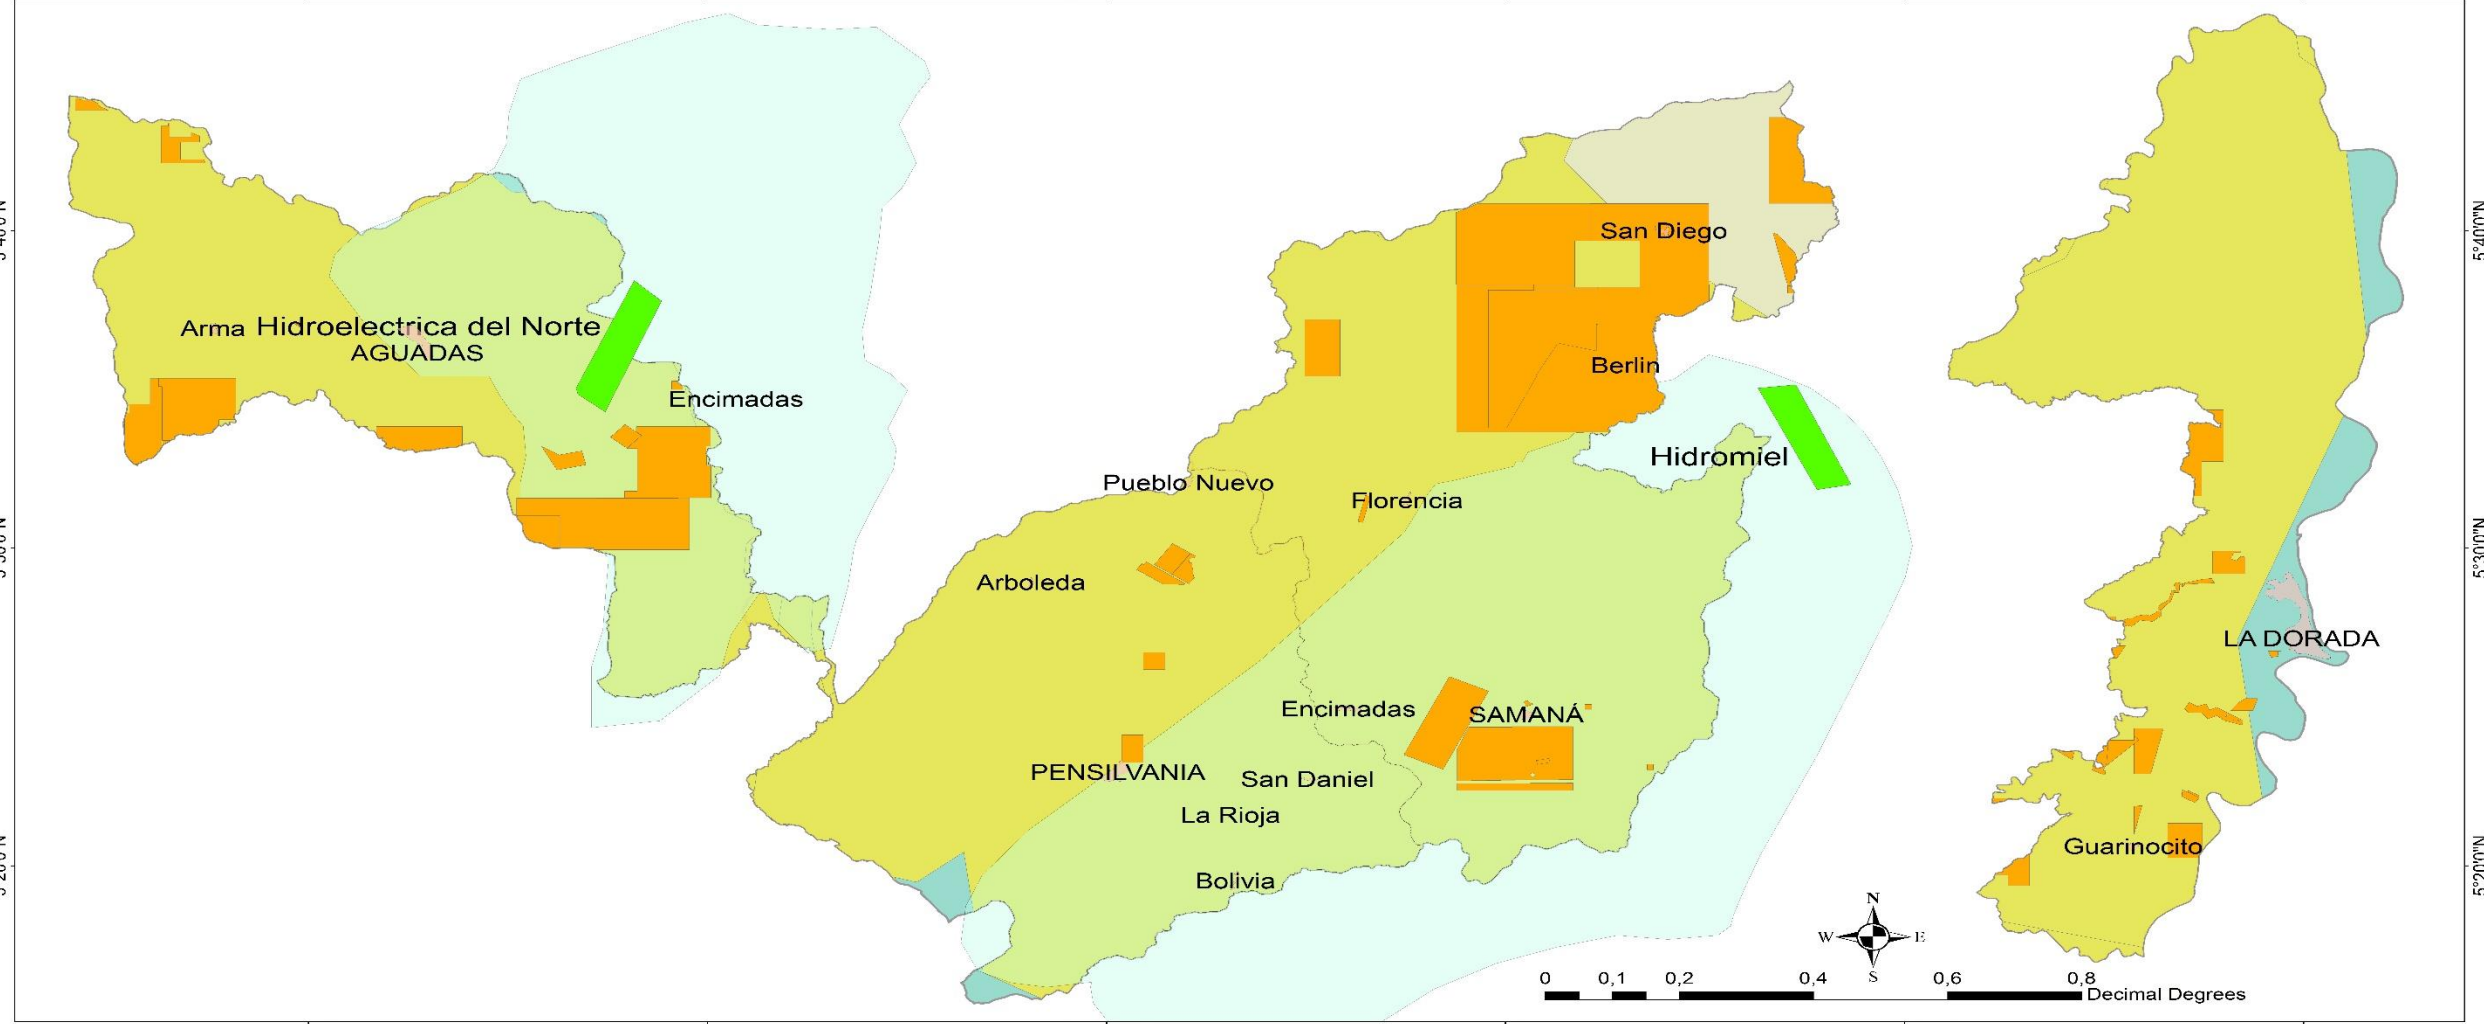 San Diego
5°40'0"N
Arma Hidroelectrica del Norte
AGUADAS
Berlin
Encimadas
Hidromiel
Pueblo Nuevo
Florencia
5°30'0"N
Arboleda
LA DORADA
Encimadas
SAMANÁ
PENSILVANIA
San Daniel
La Rioja
Guarinocito
5°20'0"N
Bolivia
N
W E
S
0 0,1 0,2 0,4 0,6 0,8
Decimal Degrees